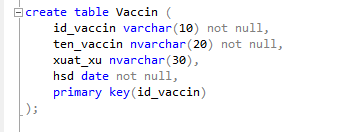 create table Vaccin (
id_vaccin varchar(10) not null,
ten_vaccin nvarchar(20) not null,
xuat_xu nvarchar(30),
hsd date not null,
primary key(id_vaccin)
);